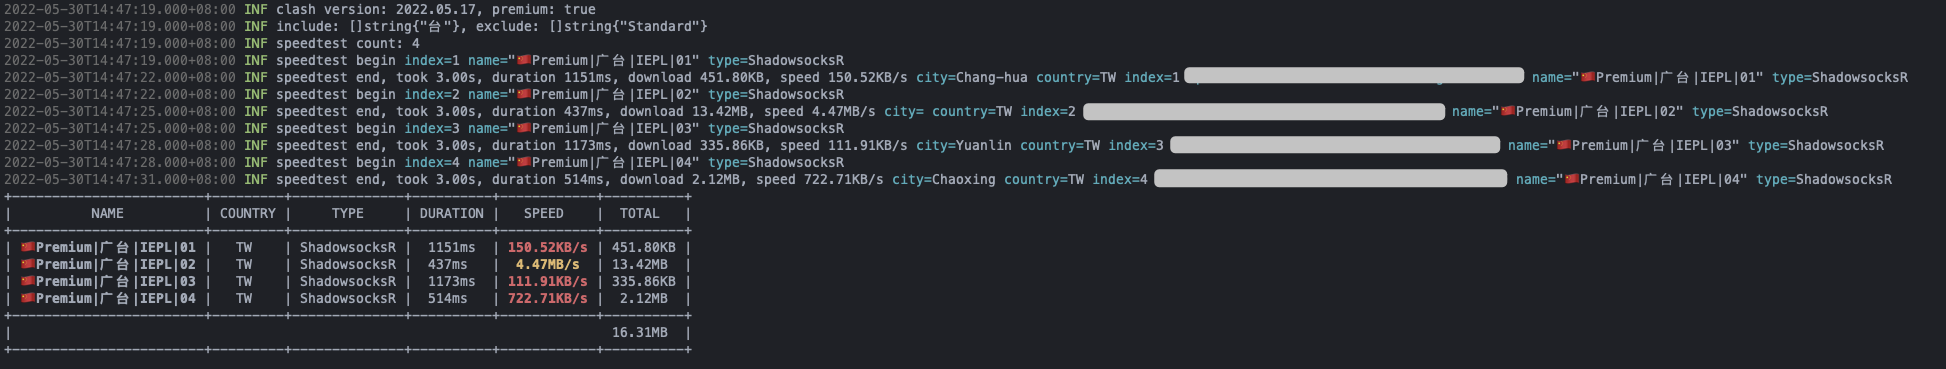 2022-05-30T14:47:19.000+08:00 INF clash version: 2022.05.17, premium: true
2022-05-30T14:47:19.000+08:00 INF include: []string{"台"}, exclude: []string{"Standard"}
2022-05-30T14:47:19.000+08:00 INF speedtest count: 4
2022-05-30T14:47:19.000+08:00 INF speedtest begin index=1 name="🇨🇳Premium|广台|IEPL|01" type=ShadowsocksR
2022-05-30T14:47:22.000+08:00 INF speedtest end, took 3.00s, duration 1151ms, download 451.80KB, speed 150.52KB/s city=Chang-hua country=TW index=1 name="🇨🇳Premium|广台|IEPL|01" type=ShadowsocksR
2022-05-30T14:47:22.000+08:00 INF speedtest begin index=2 name="🇨🇳Premium|广台|IEPL|02" type=ShadowsocksR
2022-05-30T14:47:25.000+08:00 INF speedtest end, took 3.00s, duration 437ms, download 13.42MB, speed 4.47MB/s city= country=TW index=2 name="🇨🇳Premium|广台|IEPL|02" type=ShadowsocksR
2022-05-30T14:47:25.000+08:00 INF speedtest begin index=3 name="🇨🇳Premium|广台|IEPL|03" type=ShadowsocksR
2022-05-30T14:47:28.000+08:00 INF speedtest end, took 3.00s, duration 1173ms, download 335.86KB, speed 111.91KB/s city=Yuanlin country=TW index=3 name="🇨🇳Premium|广台|IEPL|03" type=ShadowsocksR
2022-05-30T14:47:28.000+08:00 INF speedtest begin index=4 name="🇨🇳Premium|广台|IEPL|04" type=ShadowsocksR
2022-05-30T14:47:31.000+08:00 INF speedtest end, took 3.00s, duration 514ms, download 2.12MB, speed 722.71KB/s city=Chaoxing country=TW index=4 name="🇨🇳Premium|广台|IEPL|04" type=ShadowsocksR
| NAME | COUNTRY | TYPE | DURATION | SPEED | TOTAL |
| 🇨🇳Premium|广台|IEPL|01 | TW | ShadowsocksR | 1151ms | 150.52KB/s | 451.80KB |
| 🇨🇳Premium|广台|IEPL|02 | TW | ShadowsocksR | 437ms | 4.47MB/s | 13.42MB |
| 🇨🇳Premium|广台|IEPL|03 | TW | ShadowsocksR | 1173ms | 111.91KB/s | 335.86KB |
| 🇨🇳Premium|广台|IEPL|04 | TW | ShadowsocksR | 514ms | 722.71KB/s | 2.12MB |
| 16.31MB |